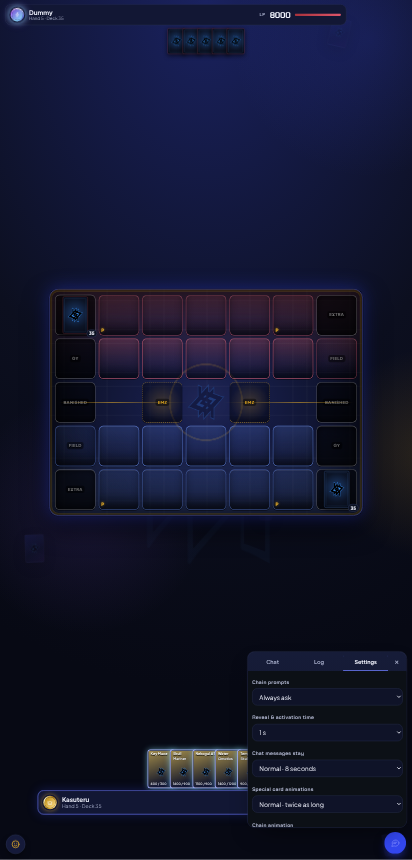 Dummy
Hand 5 · Deck 35
LP 8000
35
EXTRA
P
P
GY
FIELD
BANISHED
EMZ
EMZ
BANISHED
FIELD
GY
EXTRA
P
P
35
Chat
Log
Settings
×
Chain prompts
Always ask
Reveal & activation time
1 s
Chat messages stay
Normal · 8 seconds
Special card animations
Normal · twice as long
Chain animation
Kasuteru
Hand 5 · Deck 35